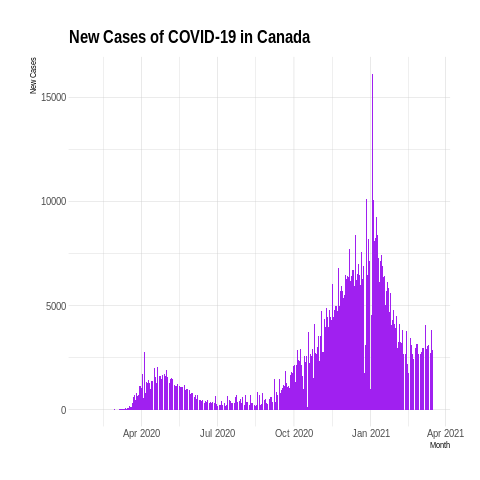 New Cases of COVID-19 in Canada
New Cases
15000
10000
5000
0
Apr 2020 Jul 2020 Oct 2020 Jan 2021 Apr 2021
Month